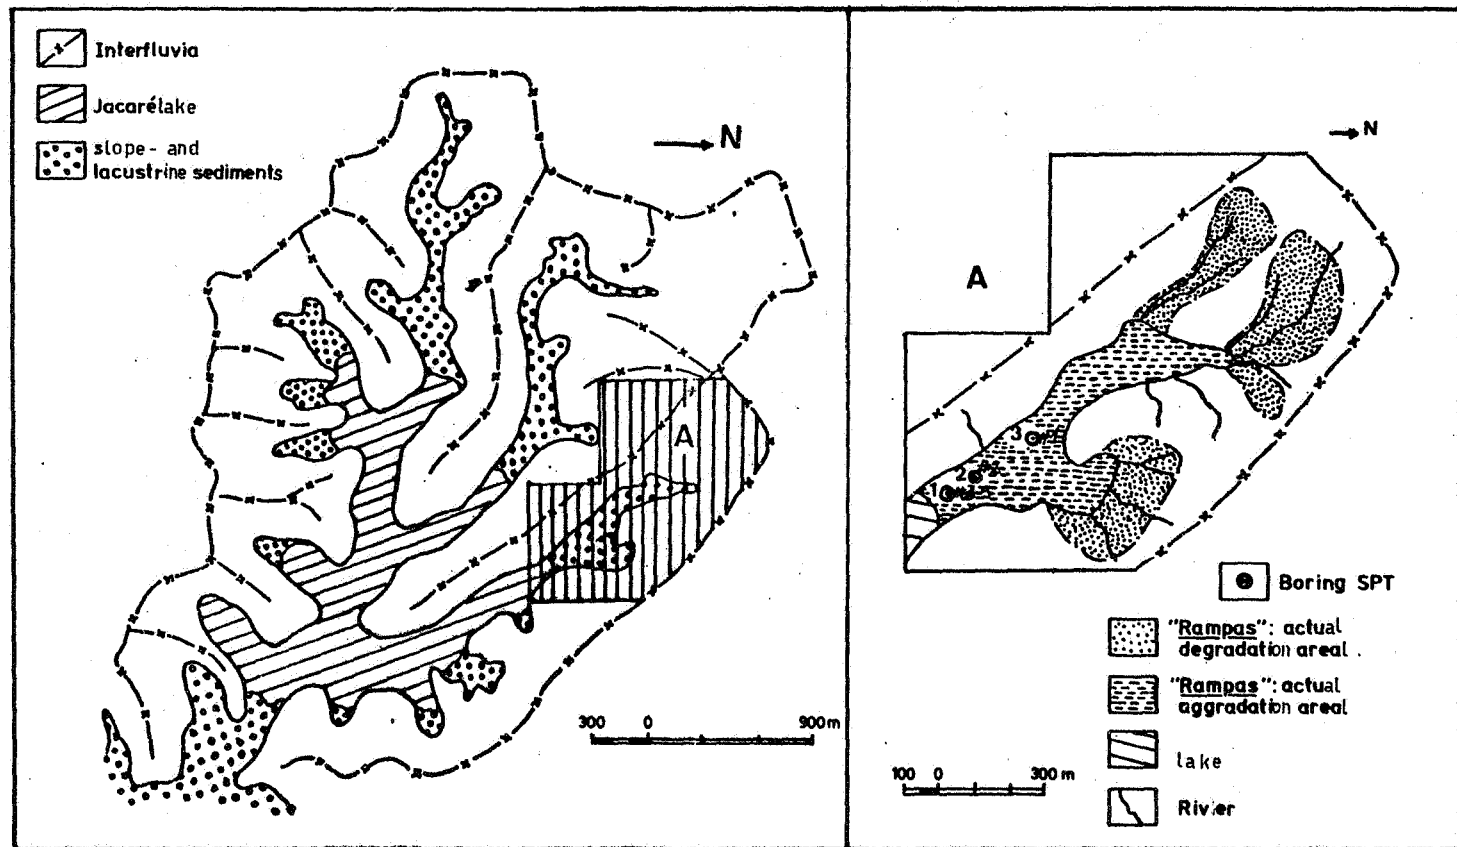 Interfluvia
Jacarélake
slope- and
lacustrine sediments
N
A
300 0 900m
N
A
3
2
1
Boring SPT
"Rampas": actual
degradation areal.
"Rampas": actual
aggradation areal
lake
100 0 300 m
Rivier